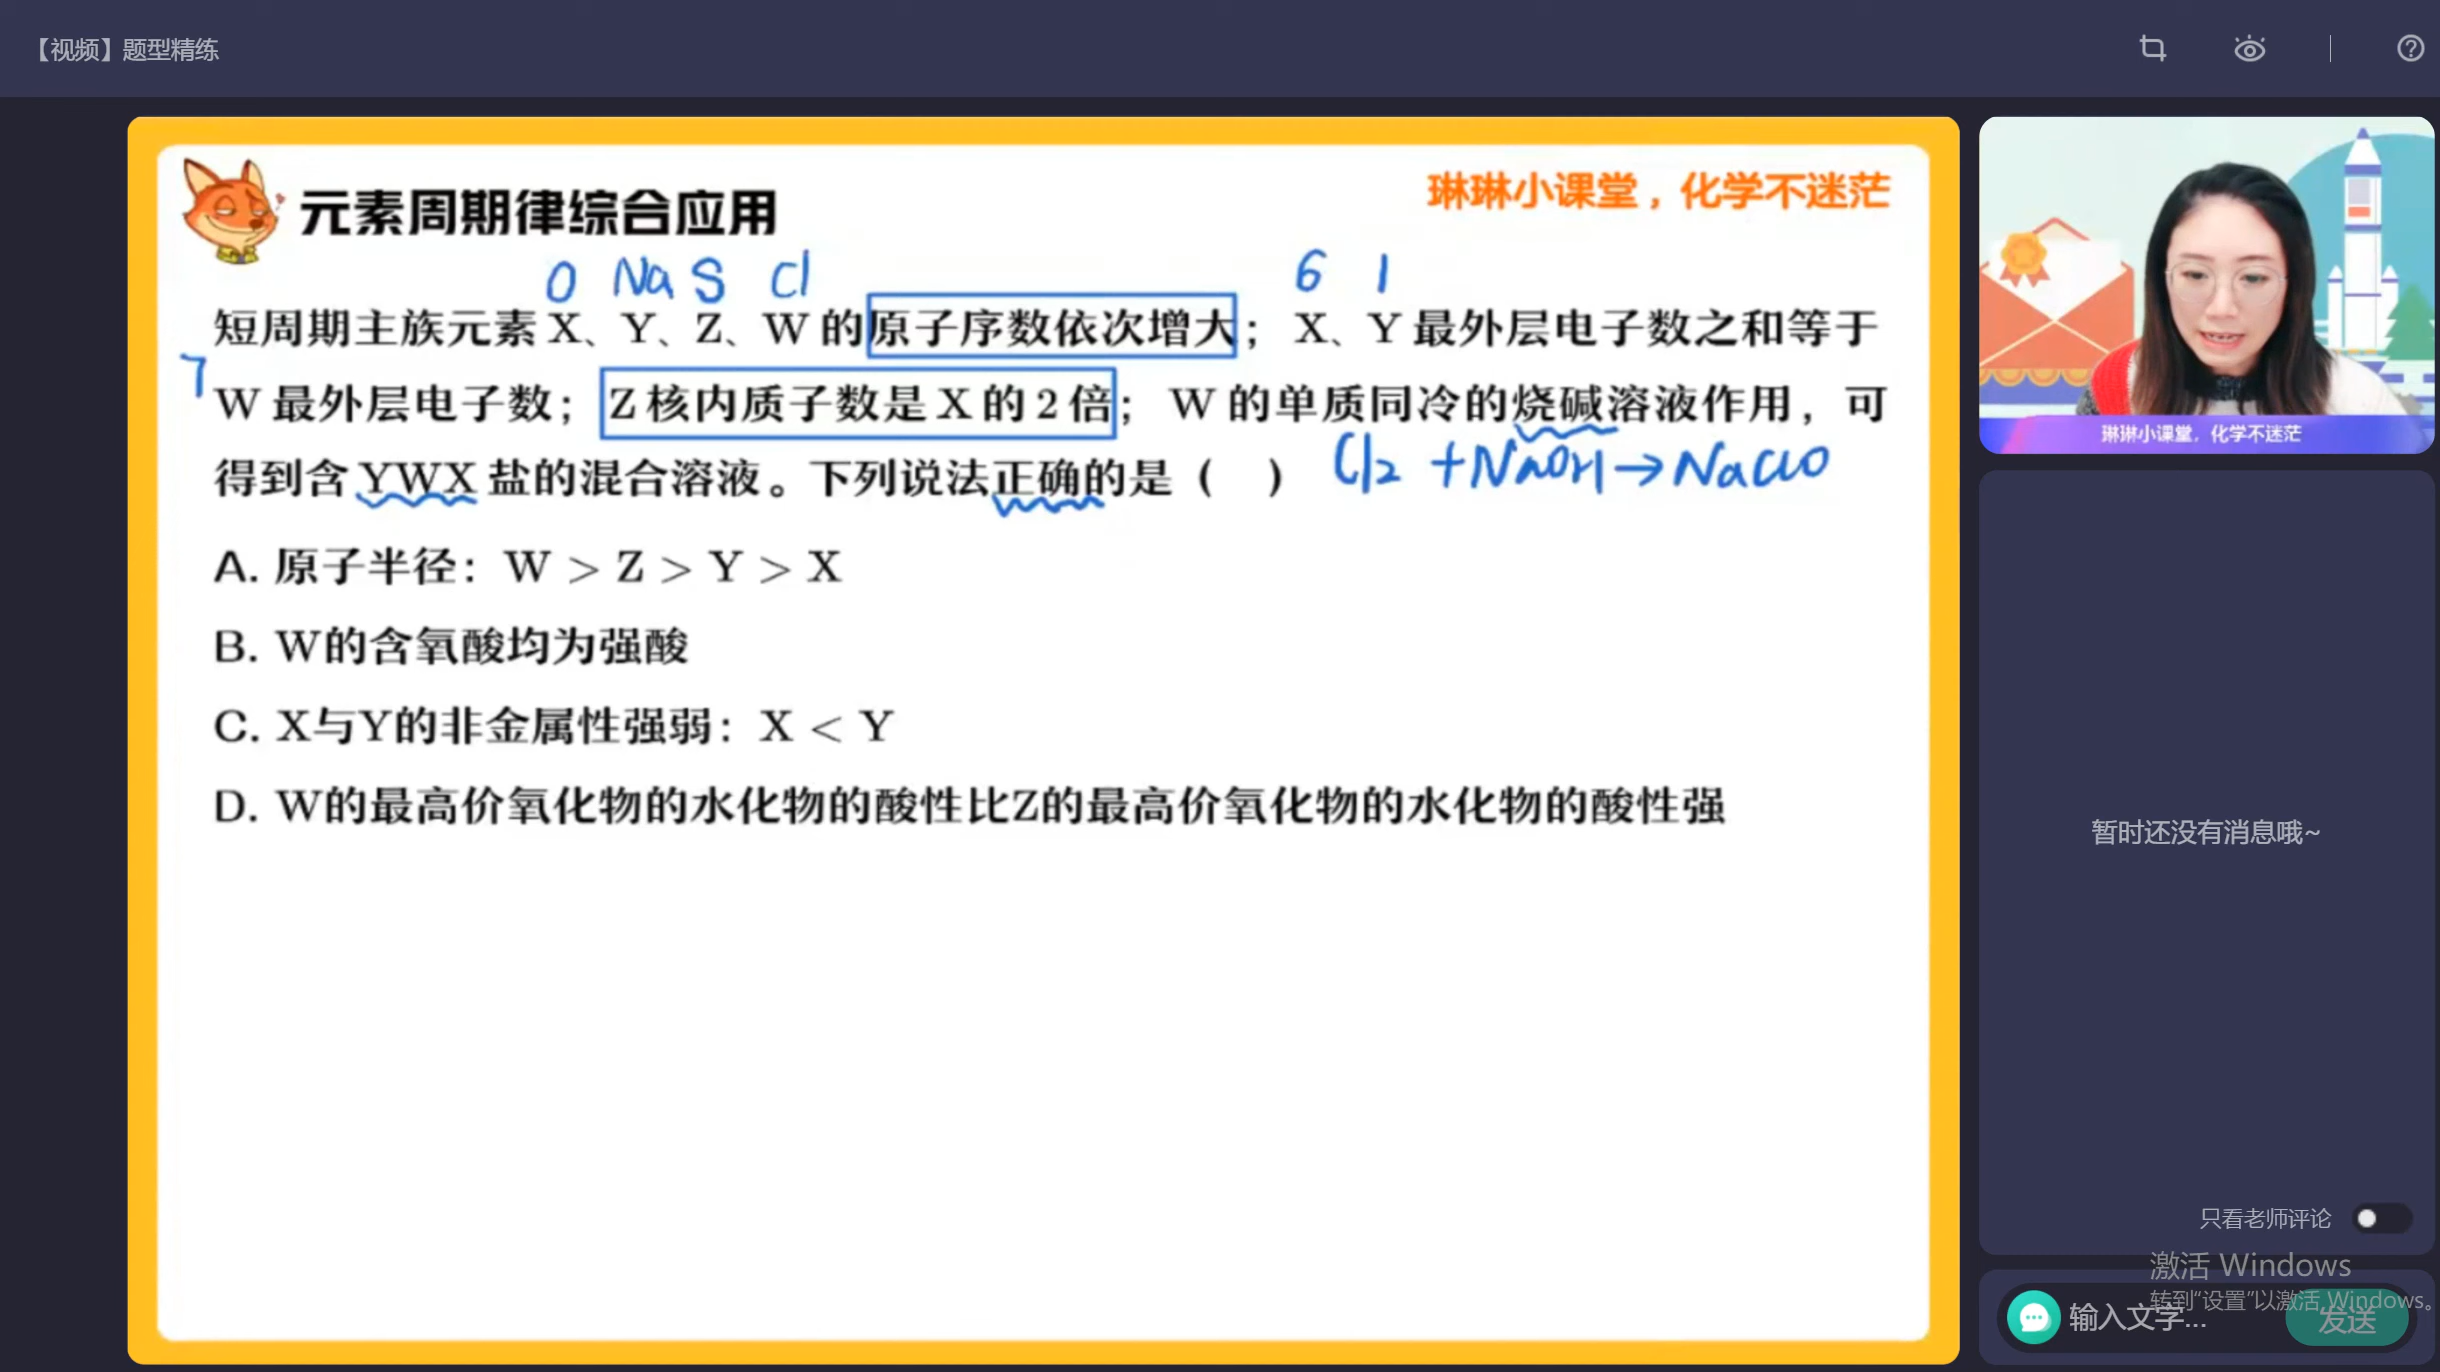 【视频】题型精练
元素周期律综合应用
琳琳小课堂，化学不迷茫
O Na S Cl 6 1
短周期主族元素 X、Y、Z、W 的原子序数依次增大；X、Y 最外层电子数之和等于
7
W 最外层电子数；Z 核内质子数是 X 的 2 倍；W 的单质同冷的烧碱溶液作用，可
得到含 YWX 盐的混合溶液。下列说法正确的是（ ） Cl2 + NaOH → NaClO
A. 原子半径：W > Z > Y > X
B. W的含氧酸均为强酸
C. X与Y的非金属性强弱：X < Y
D. W的最高价氧化物的水化物的酸性比Z的最高价氧化物的水化物的酸性强
琳琳小课堂，化学不迷茫
暂时还没有消息哦~
只看老师评论
激活 Windows
转到“设置”以激活 Windows。
输入文字...
发送